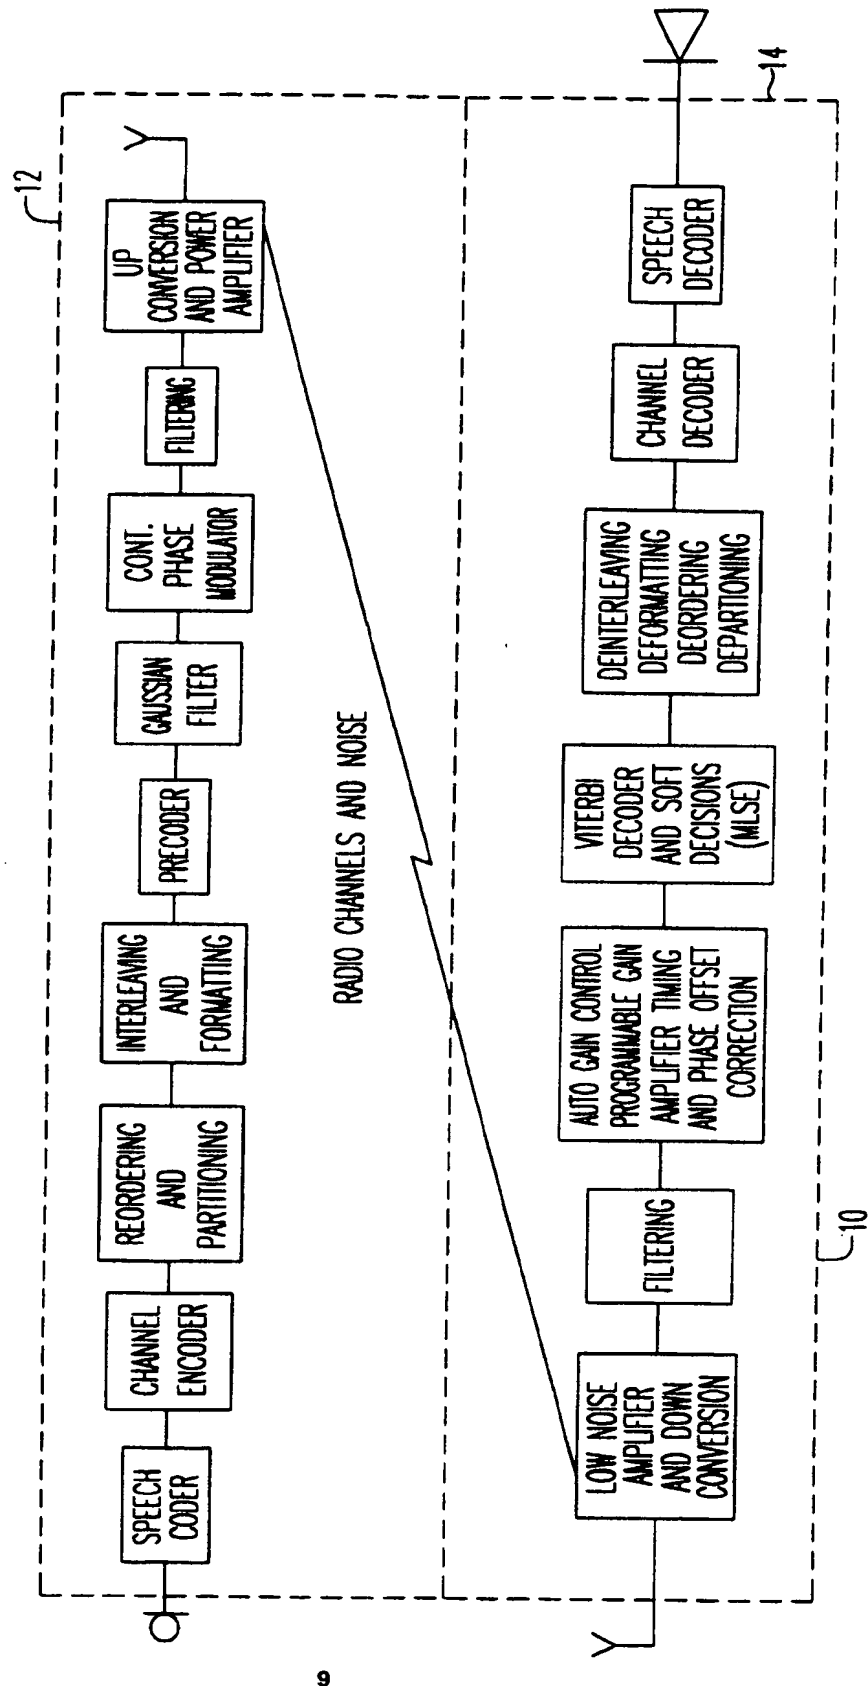 12
SPEECH
CODER
CHANNEL
ENCODER
REORDERING
AND
PARTITIONING
INTERLEAVING
AND
FORMATTING
PRECODER
GAUSSIAN
FILTER
CONT.
PHASE
MODULATOR
FILTERING
UP
CONVERSION
AND POWER
AMPLIFIER
RADIO CHANNELS AND NOISE
LOW NOISE
AMPLIFIER
AND DOWN
CONVERSION
FILTERING
AUTO GAIN CONTROL
PROGRAMMABLE GAIN
AMPLIFIER TIMING
AND PHASE OFFSET
CORRECTION
VITERBI
DECODER
AND SOFT
DECISIONS
(MLSE)
DEINTERLEAVING
DEFORMATTING
DEORDERING
DEPARTIONING
CHANNEL
DECODER
SPEECH
DECODER
14
10
9